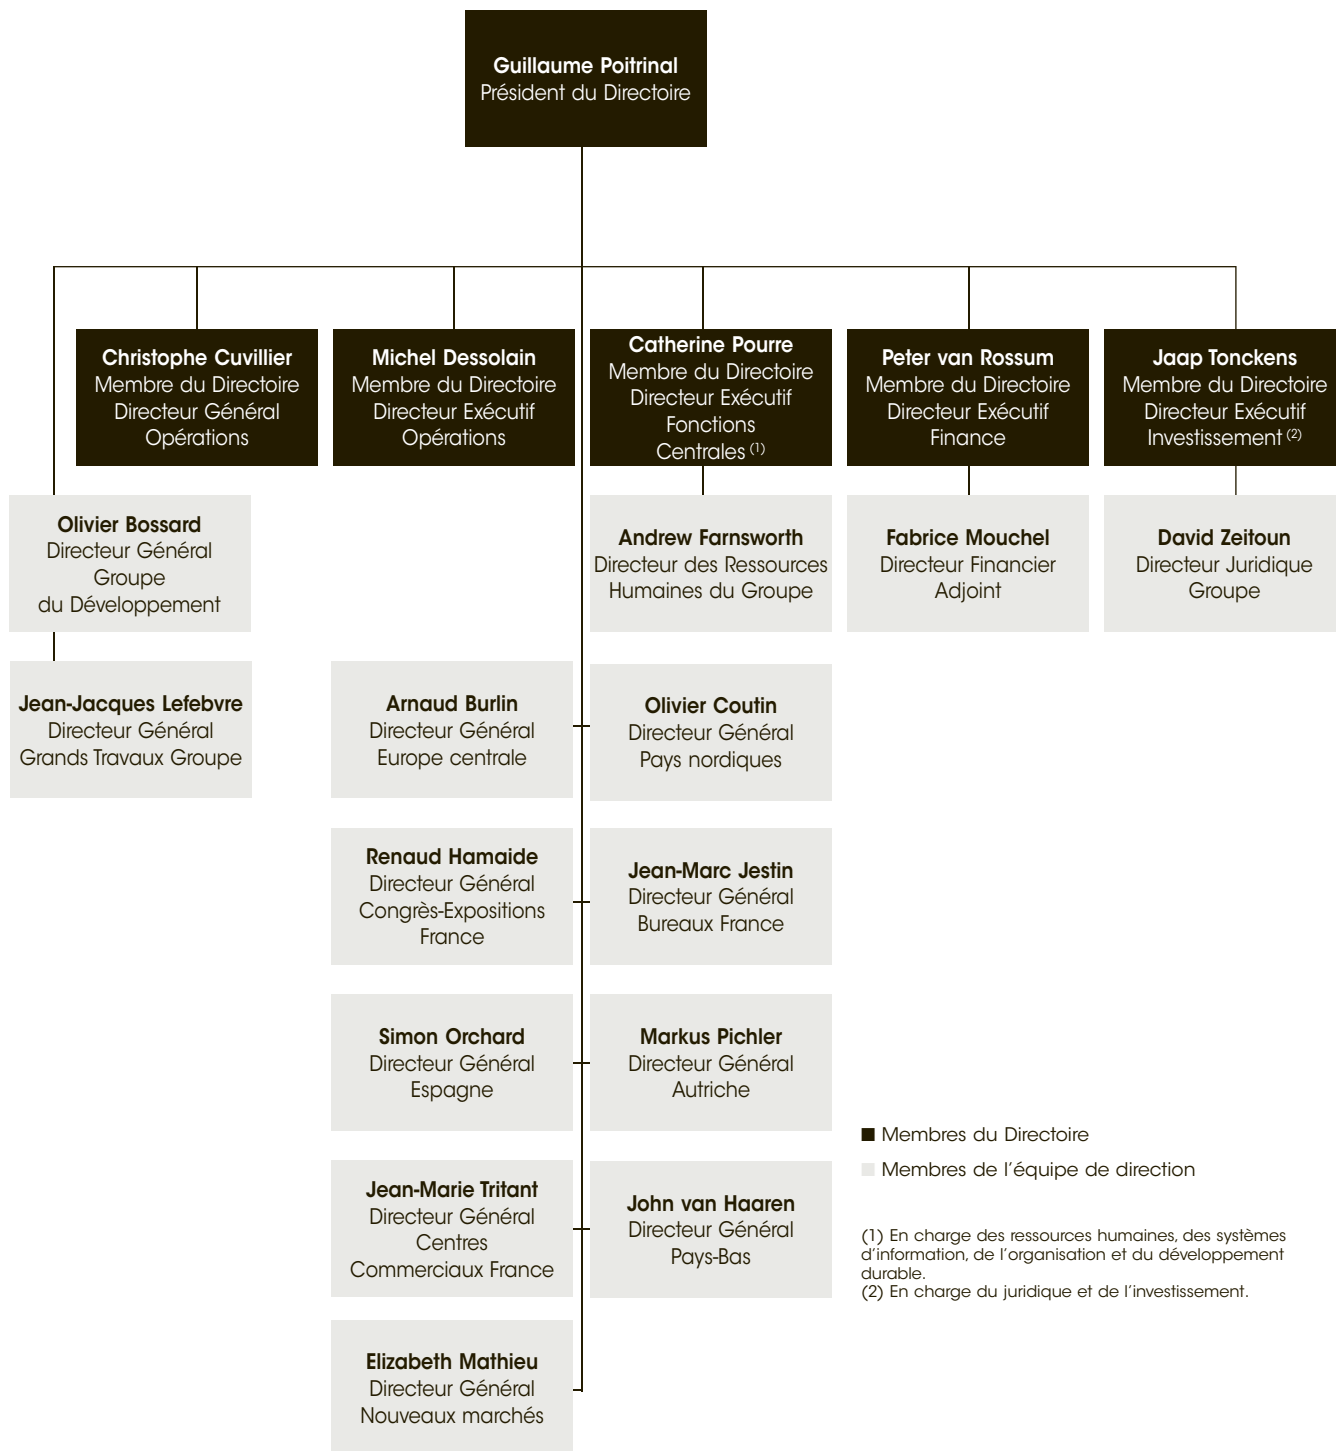 Guillaume Poitrinal
Président du Directoire
Christophe Cuvillier
Membre du Directoire
Directeur Général
Opérations
Michel Dessolain
Membre du Directoire
Directeur Exécutif
Opérations
Catherine Pourre
Membre du Directoire
Directeur Exécutif
Fonctions
Centrales (1)
Peter van Rossum
Membre du Directoire
Directeur Exécutif
Finance
Jaap Tonckens
Membre du Directoire
Directeur Exécutif
Investissement (2)
Olivier Bossard
Directeur Général
Groupe
du Développement
Andrew Farnsworth
Directeur des Ressources
Humaines du Groupe
Fabrice Mouchel
Directeur Financier
Adjoint
David Zeitoun
Directeur Juridique
Groupe
Jean-Jacques Lefebvre
Directeur Général
Grands Travaux Groupe
Arnaud Burlin
Directeur Général
Europe centrale
Olivier Coutin
Directeur Général
Pays nordiques
Renaud Hamaide
Directeur Général
Congrès-Expositions
France
Jean-Marc Jestin
Directeur Général
Bureaux France
Simon Orchard
Directeur Général
Espagne
Markus Pichler
Directeur Général
Autriche
Jean-Marie Tritant
Directeur Général
Centres
Commerciaux France
John van Haaren
Directeur Général
Pays-Bas
Elizabeth Mathieu
Directeur Général
Nouveaux marchés
Membres du Directoire
Membres de l'équipe de direction
(1) En charge des ressources humaines, des systèmes
d'information, de l'organisation et du développement
durable.
(2) En charge du juridique et de l'investissement.